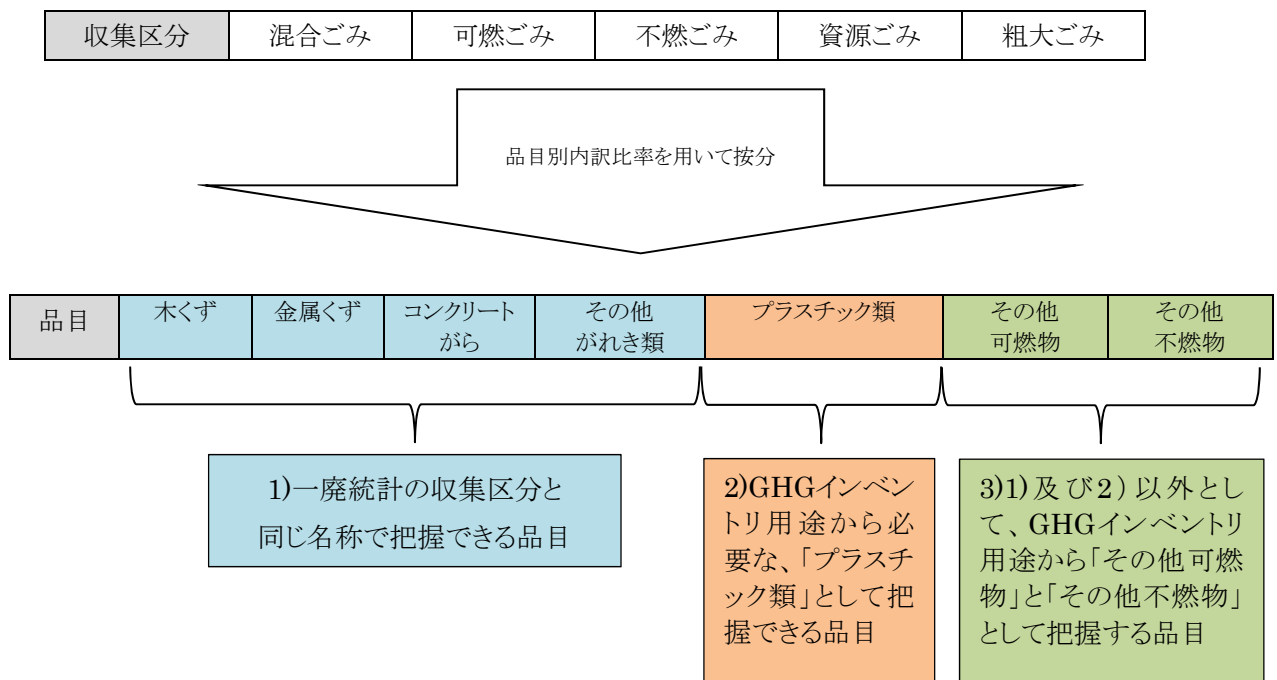 収集区分 混合ごみ 可燃ごみ 不燃ごみ 資源ごみ 粗大ごみ
品目別内訳比率を用いて按分
品目
木くず
金属くず
コンクリート
がら
その他
がれき類
プラスチック類
その他
可燃物
その他
不燃物
1)一廃統計の収集区分と
同じ名称で把握できる品目
2)GHGインベン
トリ用途から必
要な、「プラスチ
ック類」として把
握できる品目
3)1)及び2)以外とし
て、GHGインベントリ
用途から「その他可燃
物」と「その他不燃物」
として把握する品目